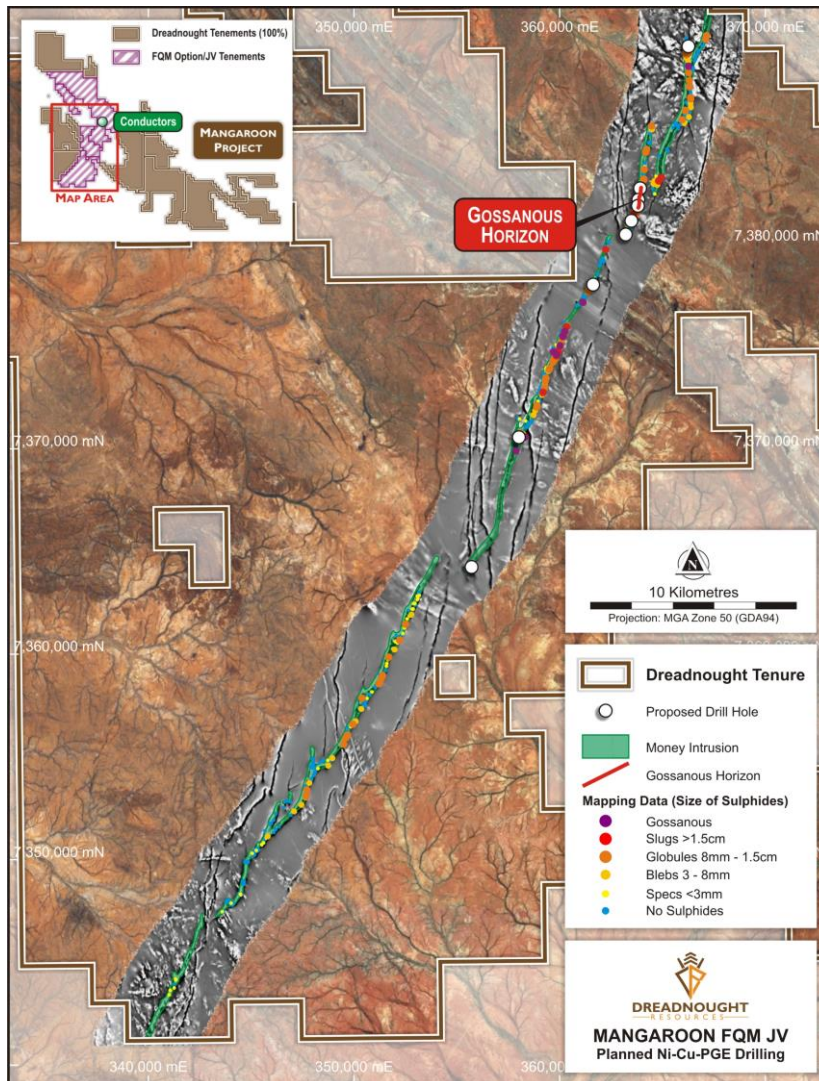 350,000 mE
360,000 mE
370,000 mE
Dreadnought Tenements (100%)
FQM Option/JV Tenements
Conductors
MANGAROON
PROJECT
MAP AREA
GOSSANOUS
HORIZON
7,380,000 mN
7,370,000 mN
7,370,000 mN
N
10 Kilometres
Projection: MGA Zone 50 (GDA94)
7,360,000 mN
Dreadnought Tenure
Proposed Drill Hole
Money Intrusion
Gossanous Horizon
Mapping Data (Size of Sulphides)
Gossanous
Slugs >1.5cm
Globules 8mm - 1.5cm
Blebs 3 - 8mm
Specs <3mm
No Sulphides
7,350,000 mN
DREADNOUGHT
RESOURCES
MANGAROON FQM JV
Planned Ni-Cu-PGE Drilling
340,000 mE
350,000 mE
360,000 mE